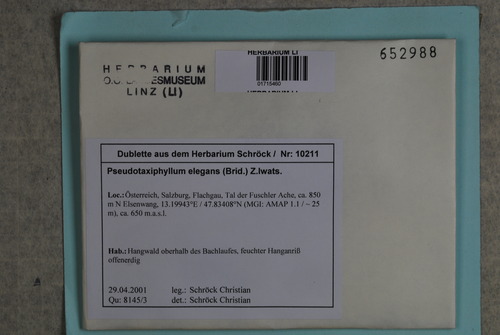 HERBARIUM
O.Ö. LANDESMUSEUM
LINZ (LI)
HERBARIUM LI
01715460
HERBARIUM LI
652988
Dublette aus dem Herbarium Schröck / Nr: 10211
Pseudotaxiphyllum elegans (Brid.) Z.Iwats.
Loc.: Österreich, Salzburg, Flachgau, Tal der Fuschler Ache, ca. 850
m N Elsenwang, 13.19943°E / 47.83408°N (MGI: AMAP 1.1 / ~ 25
m), ca. 650 m.a.s.l.
Hab.: Hangwald oberhalb des Bachlaufes, feuchter Hanganriß
offenerdig
29.04.2001 leg.: Schröck Christian
Qu: 8145/3 det.: Schröck Christian